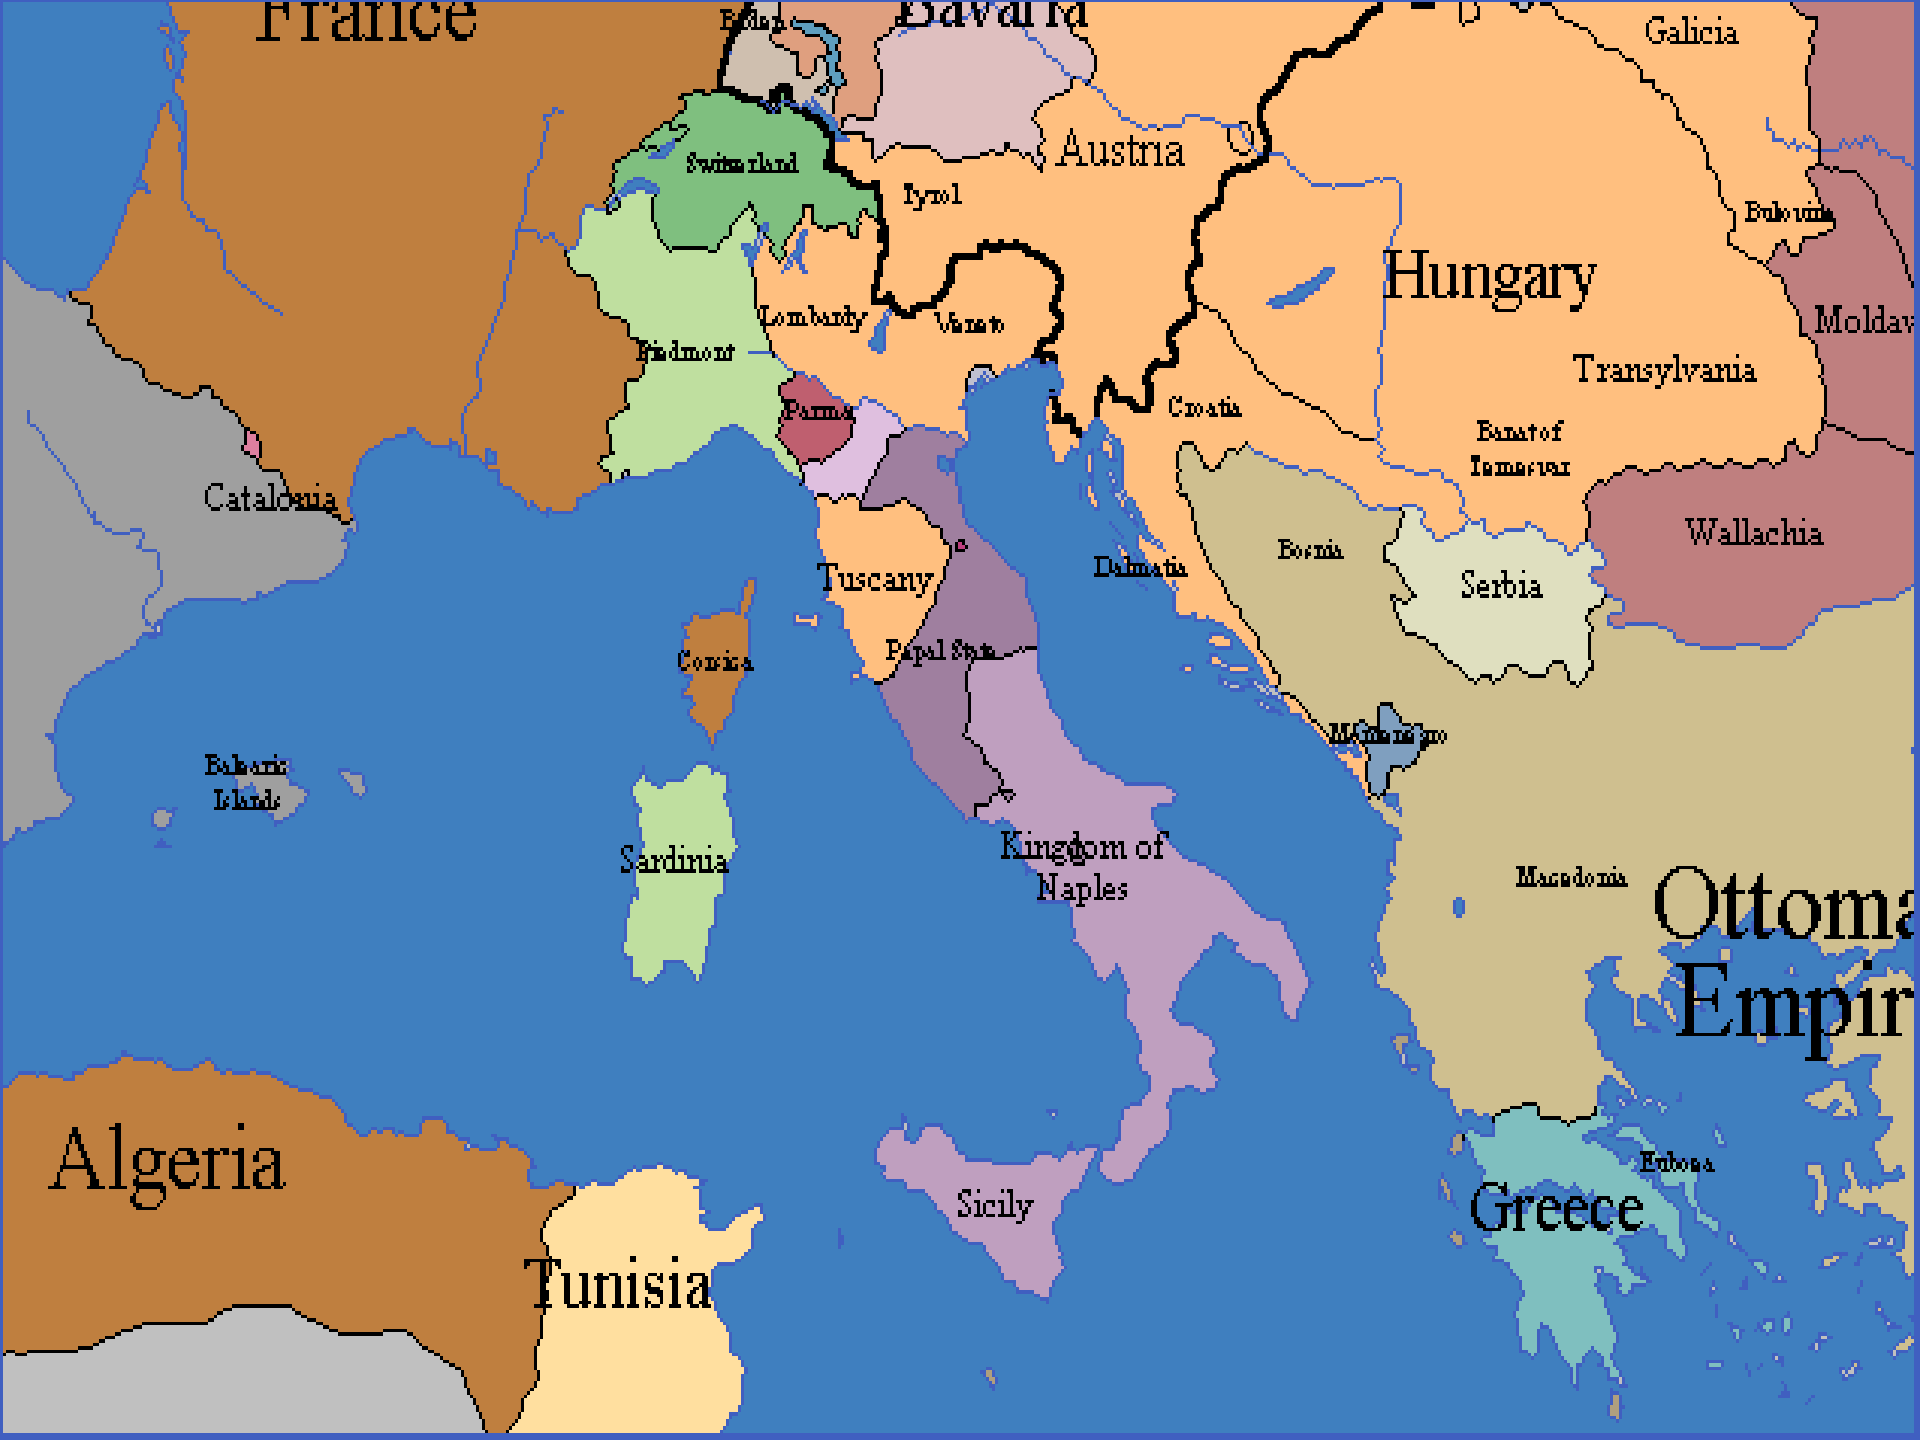 France
Baden
Bavaria
Galicia
Switzerland
Austria
Tyrol
Bukovina
Hungary
Lombardy
Veneto
Moldav
Piedmont
Transylvania
Parma
Croatia
Banat of
Temesvar
Catalonia
Wallachia
Bosnia
Dalmatia
Tuscany
Serbia
Papal State
Corsica
Montenegro
Balearic
Islands
Kingdom of
Naples
Sardinia
Macedonia
Ottoma
Empir
Algeria
Euboea
Sicily
Greece
Tunisia